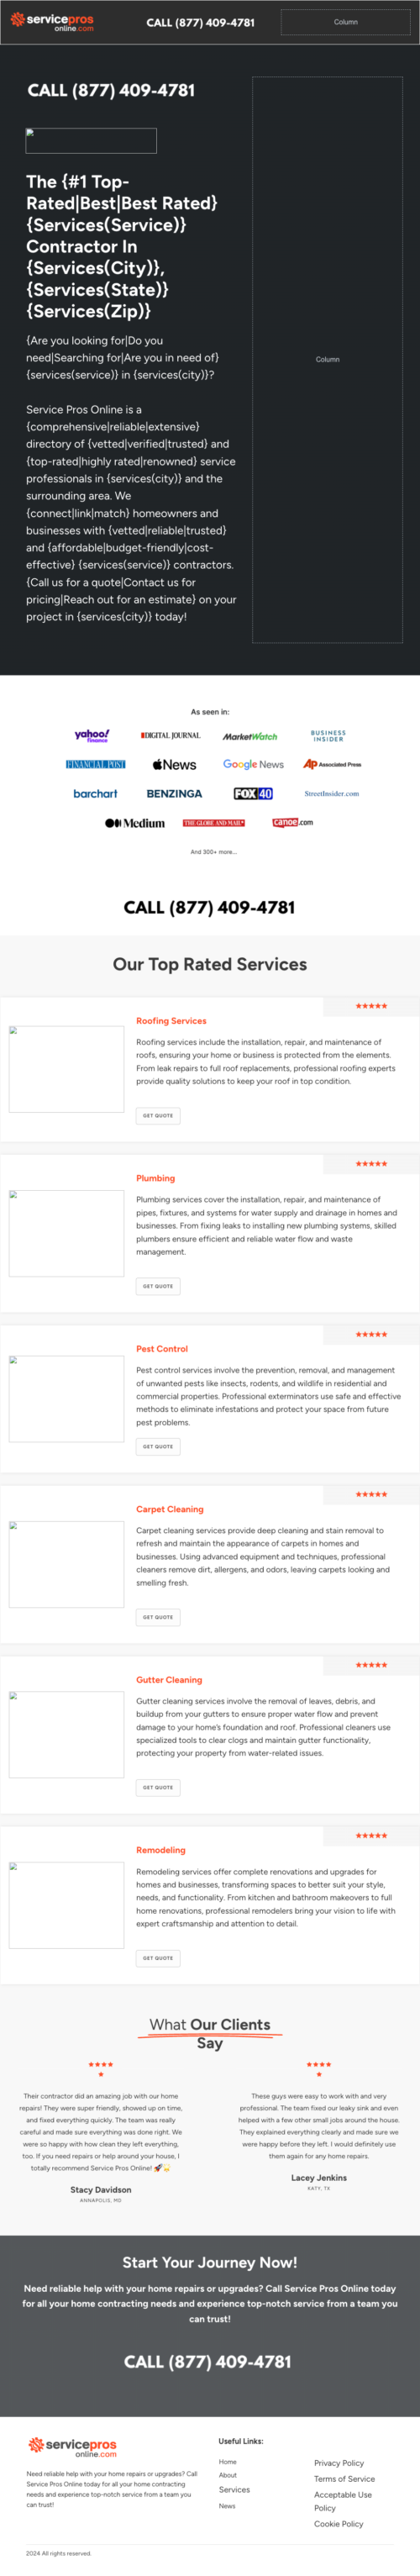 servicepros
online.com
CALL (877) 409-4781
Column
CALL (877) 409-4781
The {#1 Top-
Rated|Best|Best Rated}
{Services(Service)}
Contractor In
{Services(City)},
{Services(State)}
{Services(Zip)}
{Are you looking for|Do you
need|Searching for|Are you in need of}
{services(service)} in {services(city)}?
Service Pros Online is a
{comprehensive|reliable|extensive}
directory of {vetted|verified|trusted} and
{top-rated|highly rated|renowned} service
professionals in {services(city)} and the
surrounding area. We
{connect|link|match} homeowners and
businesses with {vetted|reliable|trusted}
and {affordable|budget-friendly|cost-
effective} {services(service)} contractors.
{Call us for a quote|Contact us for
pricing|Reach out for an estimate} on your
project in {services(city)} today!
Column
As seen in:
yahoo!
finance
DIGITAL JOURNAL
MarketWatch
BUSINESS
INSIDER
FINANCIAL POST
News
Google News
AP Associated Press
barchart
BENZINGA
FOX 40
StreetInsider.com
Medium
THE GLOBE AND MAIL
canoe.com
And 300+ more...
CALL (877) 409-4781
Our Top Rated Services
Roofing Services
Roofing services include the installation, repair, and maintenance of
roofs, ensuring your home or business is protected from the elements.
From leak repairs to full roof replacements, professional roofing experts
provide quality solutions to keep your roof in top condition.
GET QUOTE
Plumbing
Plumbing services cover the installation, repair, and maintenance of
pipes, fixtures, and systems for water supply and drainage in homes and
businesses. From fixing leaks to installing new plumbing systems, skilled
plumbers ensure efficient and reliable water flow and waste
management.
GET QUOTE
Pest Control
Pest control services involve the prevention, removal, and management
of unwanted pests like insects, rodents, and wildlife in residential and
commercial properties. Professional exterminators use safe and effective
methods to eliminate infestations and protect your space from future
pest problems.
GET QUOTE
Carpet Cleaning
Carpet cleaning services provide deep cleaning and stain removal to
refresh and maintain the appearance of carpets in homes and
businesses. Using advanced equipment and techniques, professional
cleaners remove dirt, allergens, and odors, leaving carpets looking and
smelling fresh.
GET QUOTE
Gutter Cleaning
Gutter cleaning services involve the removal of leaves, debris, and
buildup from your gutters to ensure proper water flow and prevent
damage to your home's foundation and roof. Professional cleaners use
specialized tools to clear clogs and maintain gutter functionality,
protecting your property from water-related issues.
GET QUOTE
Remodeling
Remodeling services offer complete renovations and upgrades for
homes and businesses, transforming spaces to better suit your style,
needs, and functionality. From kitchen and bathroom makeovers to full
home renovations, professional remodelers bring your vision to life with
expert craftsmanship and attention to detail.
GET QUOTE
What Our Clients
Say
Their contractor did an amazing job with our home
repairs! They were super friendly, showed up on time,
and fixed everything quickly. The team was really
careful and made sure everything was done right. We
were so happy with how clean they left everything,
too. If you need repairs or help around your house, I
totally recommend Service Pros Online!
Stacy Davidson
ANNAPOLIS, MD
These guys were easy to work with and very
professional. The team fixed our leaky sink and even
helped with a few other small jobs around the house.
They explained everything clearly and made sure we
were happy before they left. I would definitely use
them again for any home repairs.
Lacey Jenkins
KATY, TX
Start Your Journey Now!
Need reliable help with your home repairs or upgrades? Call Service Pros Online today
for all your home contracting needs and experience top-notch service from a team you
can trust!
CALL (877) 409-4781
servicepros
online.com
Need reliable help with your home repairs or upgrades? Call
Service Pros Online today for all your home contracting
needs and experience top-notch service from a team you
can trust!
Useful Links:
Home
About
Services
News
Privacy Policy
Terms of Service
Acceptable Use
Policy
Cookie Policy
2024 All rights reserved.